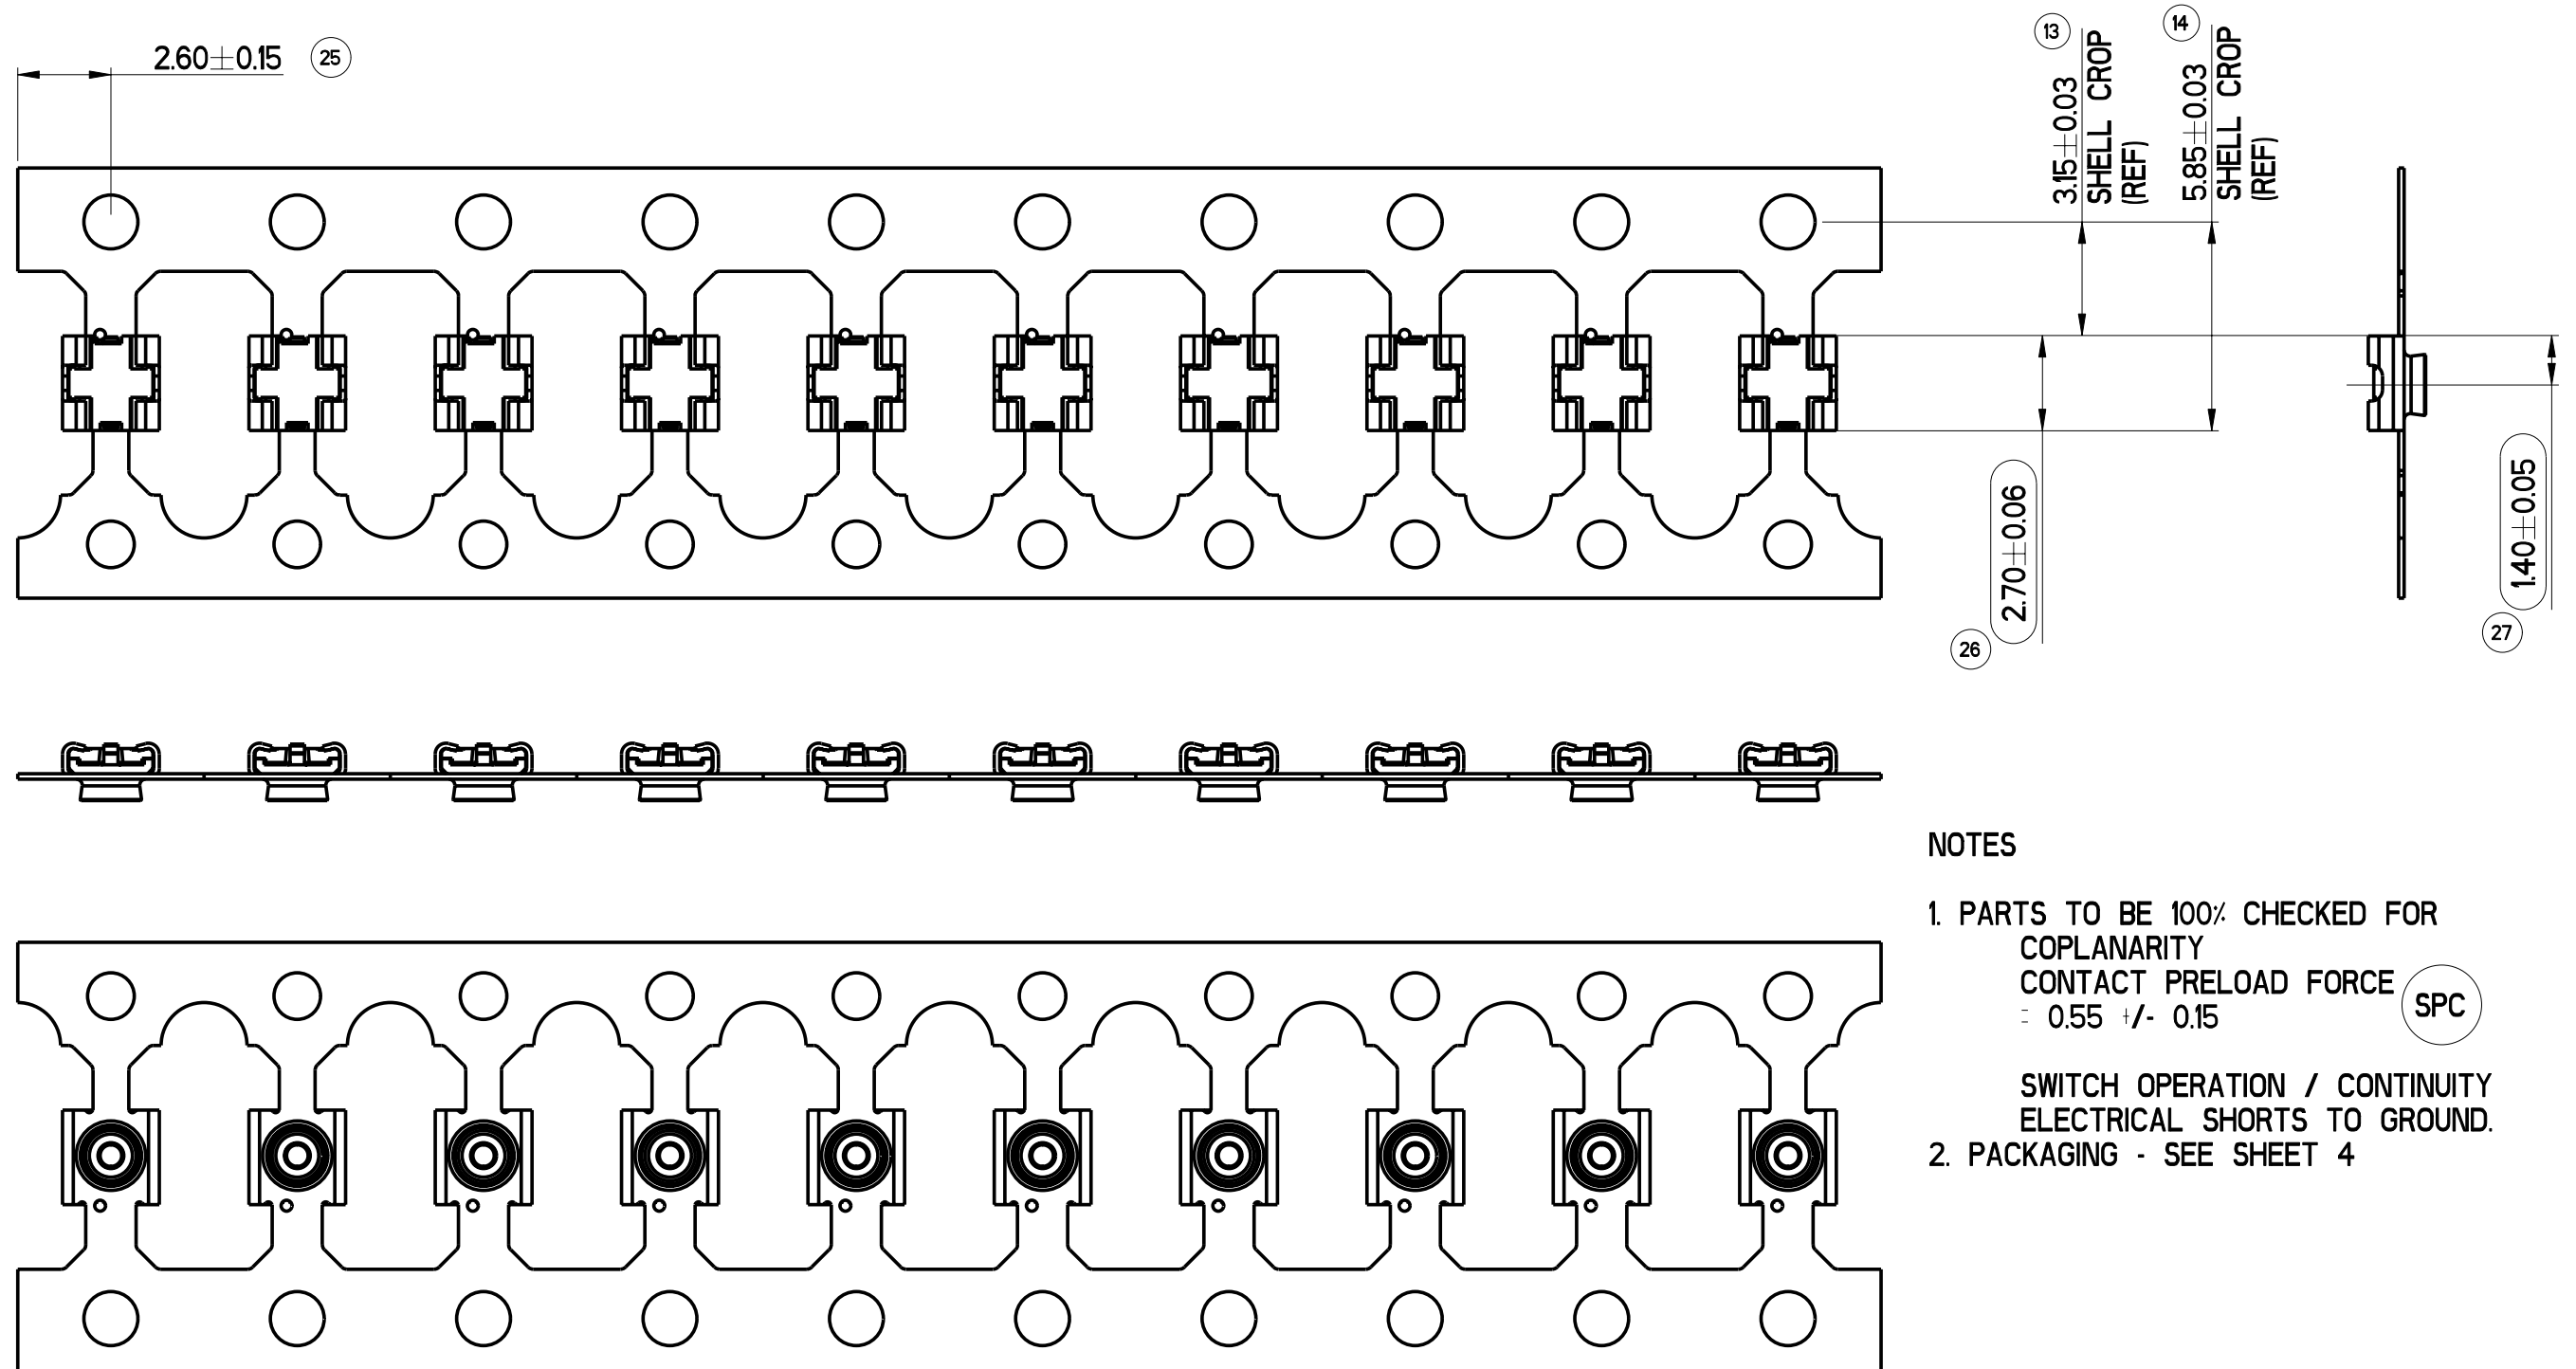 2.60±0.15 25
13
3.15±0.03
SHELL CROP
(REF)
14
5.85±0.03
SHELL CROP
(REF)
2.70±0.06
26
1.40±0.05
27
NOTES
1. PARTS TO BE 100% CHECKED FOR
COPLANARITY
CONTACT PRELOAD FORCE
= 0.55 +/- 0.15
SPC
SWITCH OPERATION / CONTINUITY
ELECTRICAL SHORTS TO GROUND.
2. PACKAGING - SEE SHEET 4